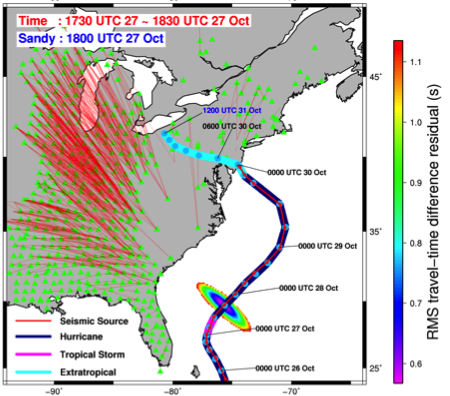 Time : 1730 UTC 27 ~ 1830 UTC 27 Oct
Sandy : 1800 UTC 27 Oct
1200 UTC 31 Oct
0600 UTC 30 Oct
0000 UTC 30 Oct
0000 UTC 29 Oct
0000 UTC 28 Oct
0000 UTC 27 Oct
0000 UTC 26 Oct
Seismic Source
Hurricane
Tropical Storm
Extratropical
45°
35°
25°
−90°
−80°
−70°
1.1
1.0
0.9
0.8
0.7
0.6
RMS travel−time difference residual (s)